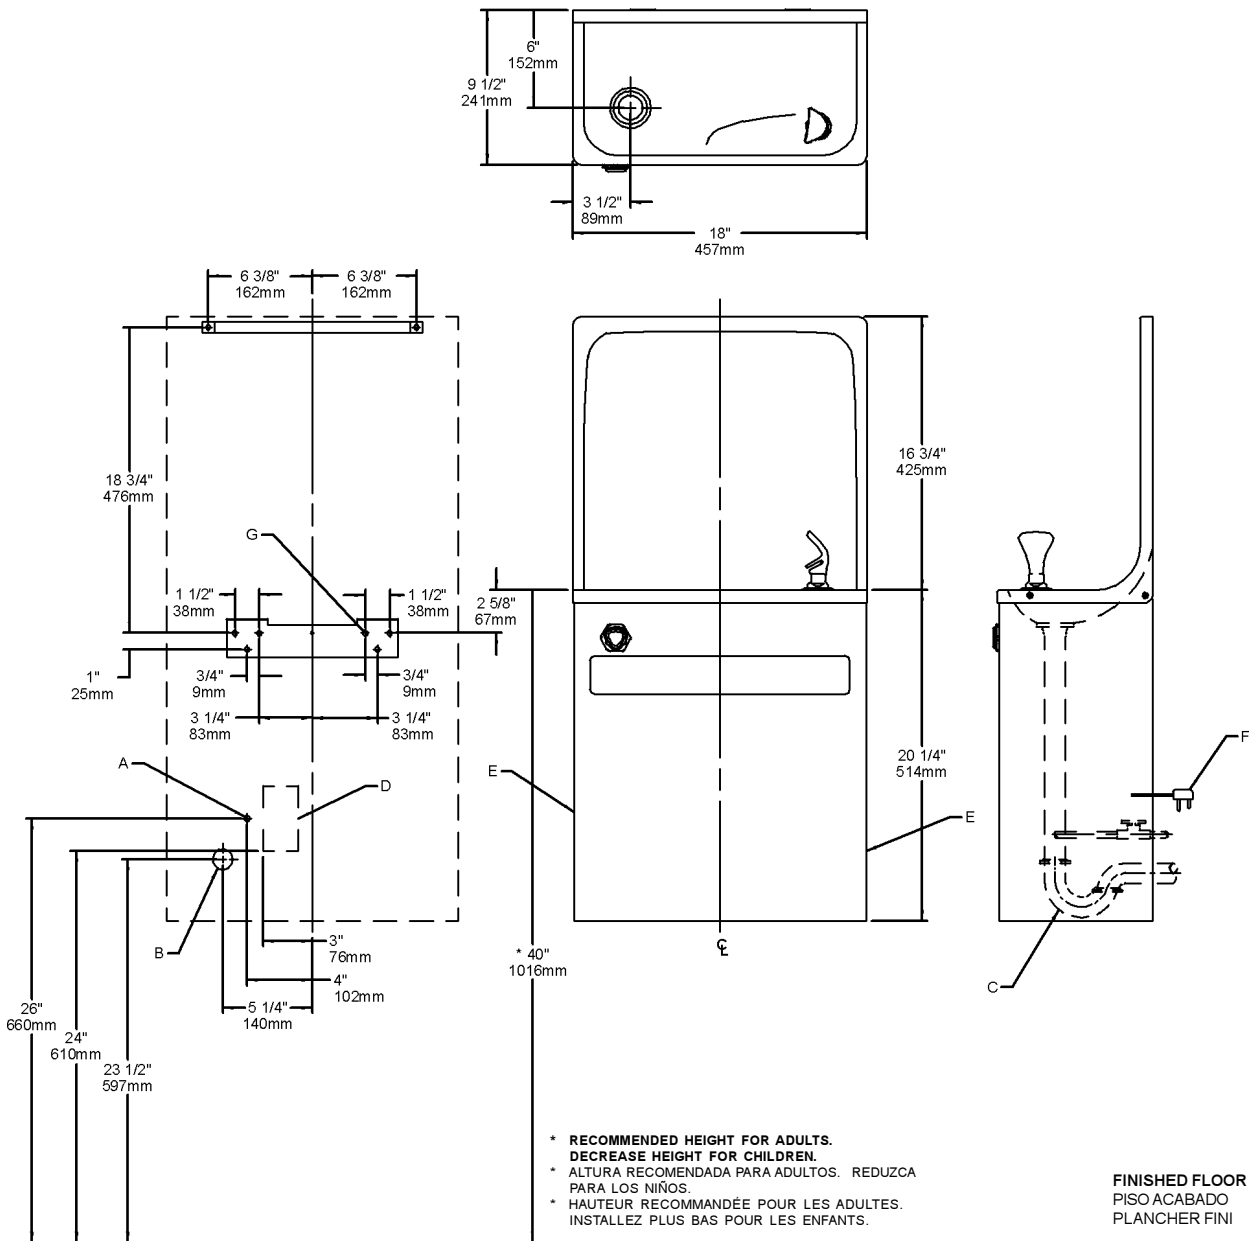 6"
152mm
9 1/2"
241mm
3 1/2"
89mm
18"
457mm
6 3/8"
162mm
6 3/8"
162mm
18 3/4"
476mm
16 3/4"
425mm
G
1 1/2"
38mm
1 1/2"
38mm
2 5/8"
67mm
1"
25mm
3/4"
9mm
3/4"
9mm
3 1/4"
83mm
3 1/4"
83mm
A
D
E
20 1/4"
514mm
F
E
B
3"
76mm
4"
102mm
5 1/4"
140mm
℄
* 40"
1016mm
C
26"
660mm
24"
610mm
23 1/2"
597mm
* RECOMMENDED HEIGHT FOR ADULTS.
DECREASE HEIGHT FOR CHILDREN.
* ALTURA RECOMENDADA PARA ADULTOS. REDUZCA
PARA LOS NIÑOS.
* HAUTEUR RECOMMANDÉE POUR LES ADULTES.
INSTALLEZ PLUS BAS POUR LES ENFANTS.
FINISHED FLOOR
PISO ACABADO
PLANCHER FINI